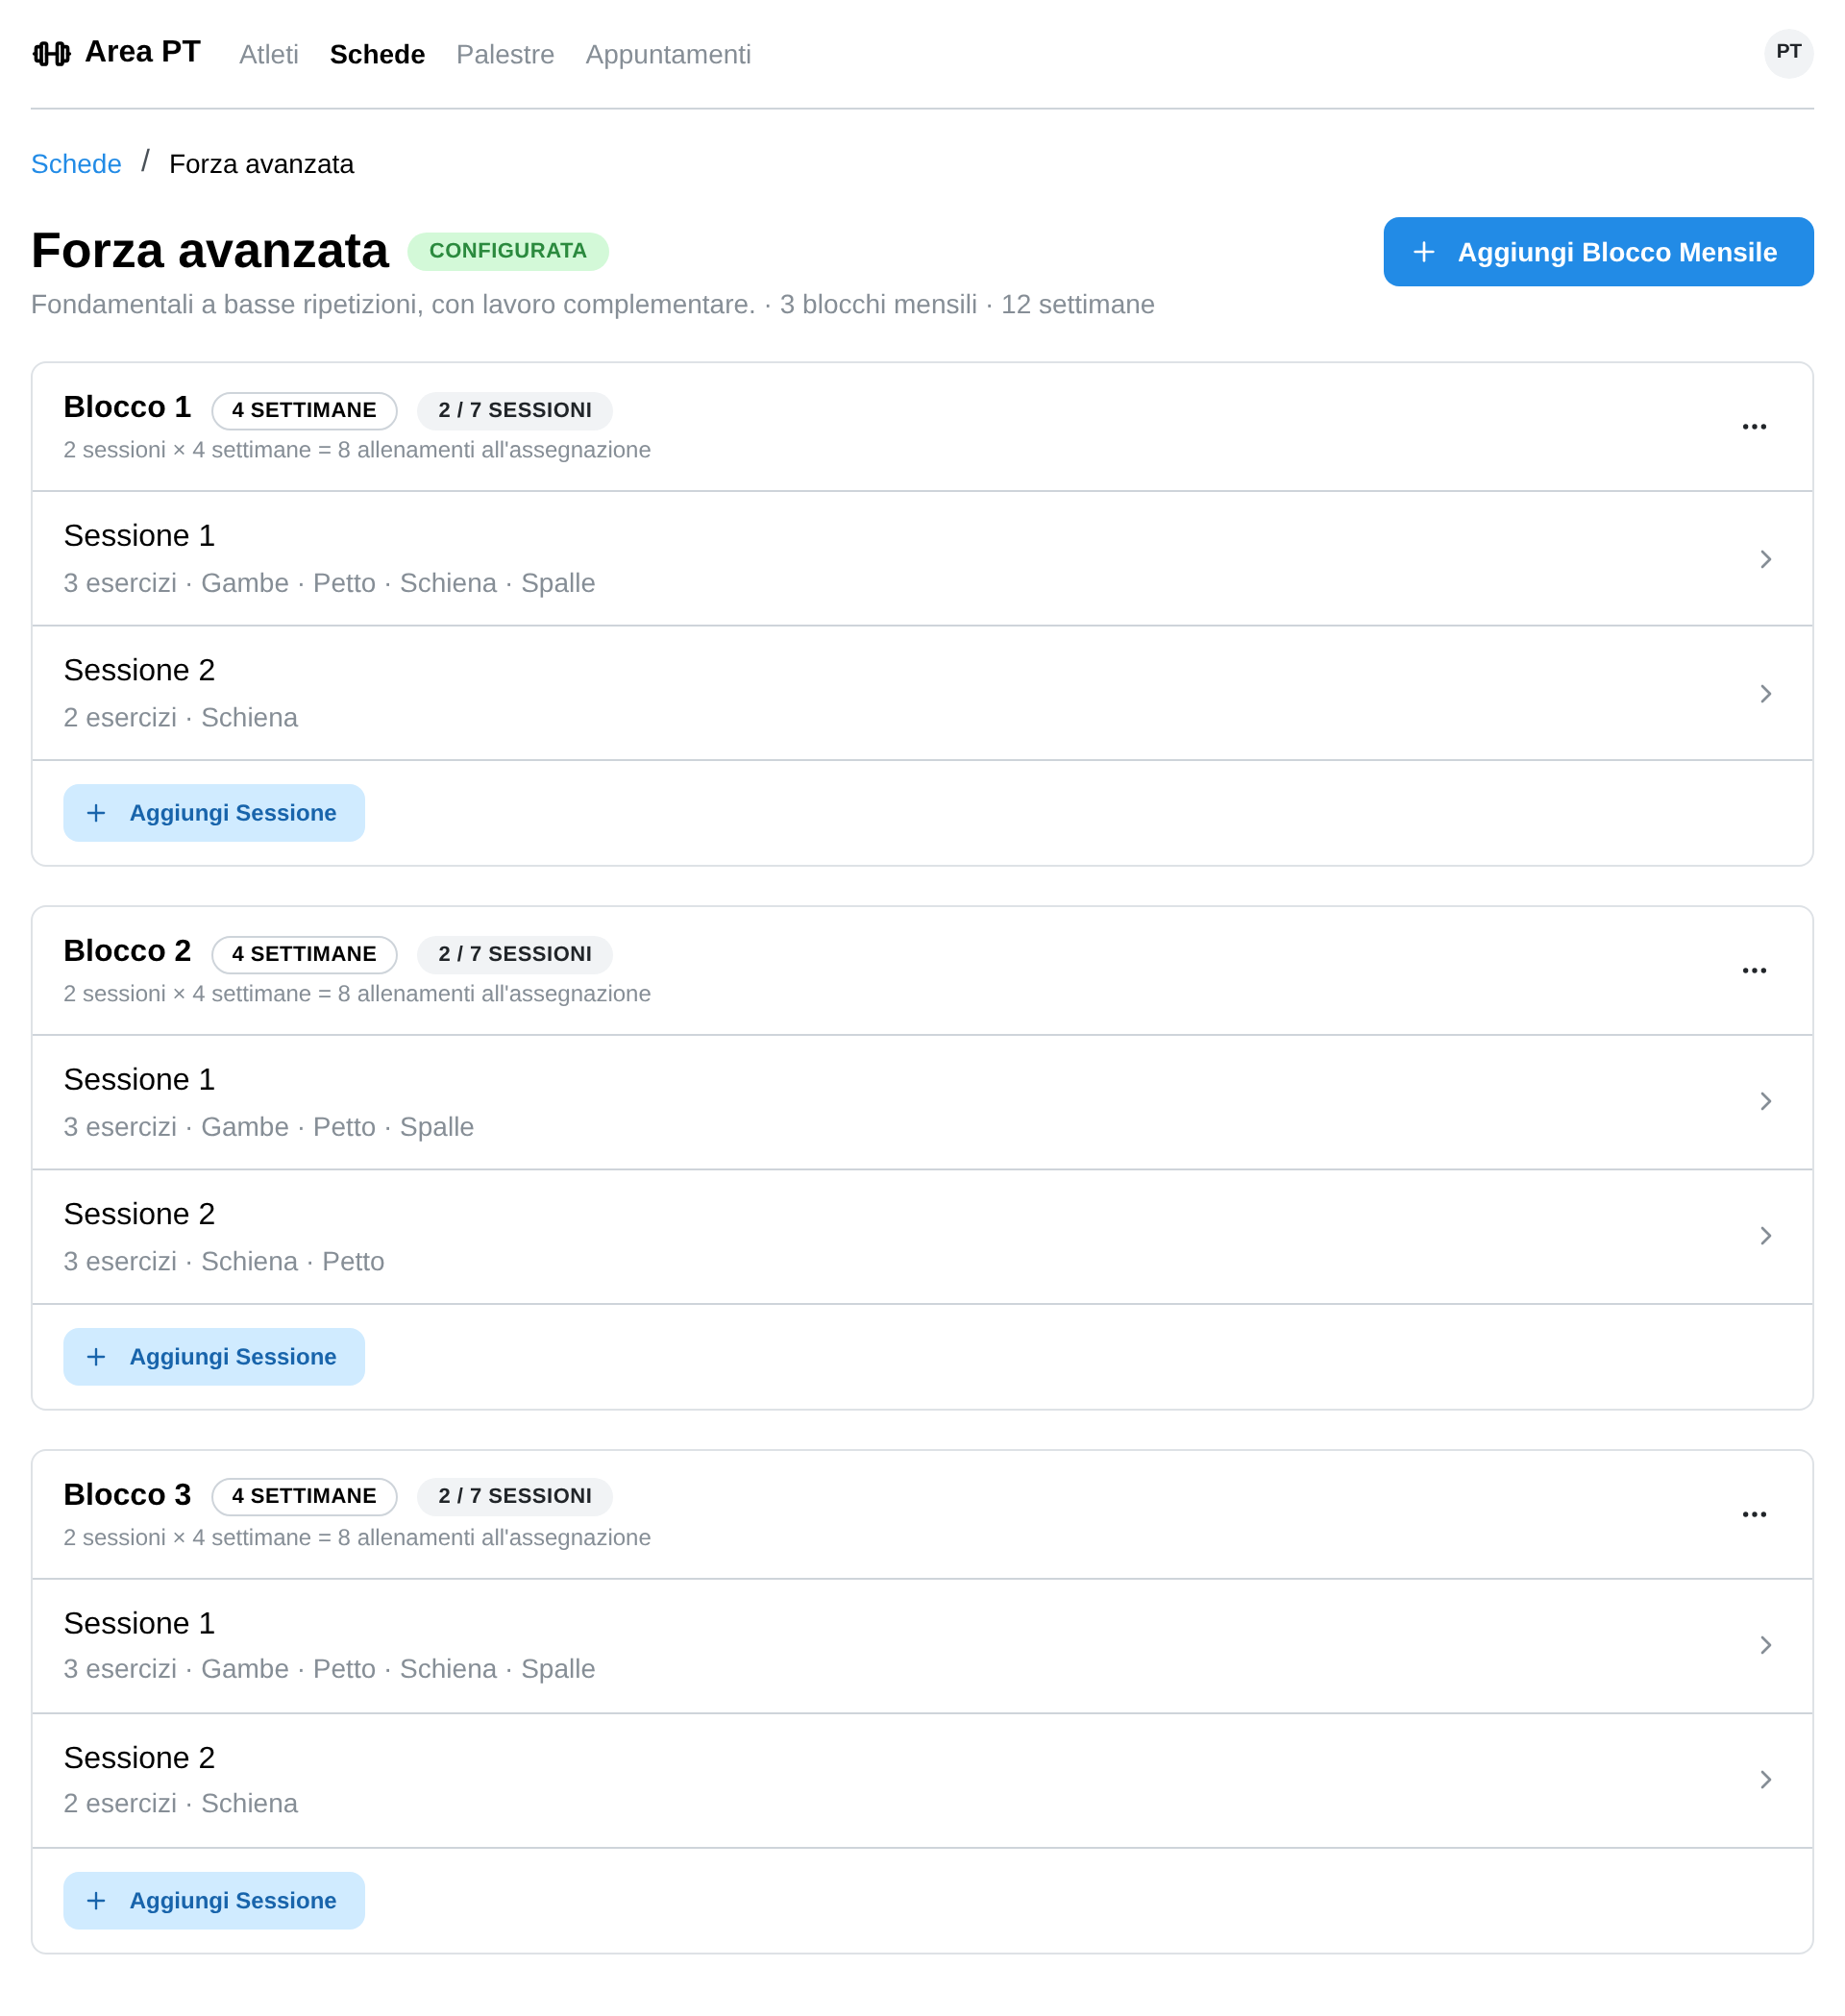 Area PT Atleti Schede Palestre Appuntamenti PT
Schede / Forza avanzata
Forza avanzata CONFIGURATA + Aggiungi Blocco Mensile
Fondamentali a basse ripetizioni, con lavoro complementare. · 3 blocchi mensili · 12 settimane
Blocco 1 4 SETTIMANE 2 / 7 SESSIONI
2 sessioni × 4 settimane = 8 allenamenti all'assegnazione
Sessione 1
3 esercizi · Gambe · Petto · Schiena · Spalle
Sessione 2
2 esercizi · Schiena
+ Aggiungi Sessione
Blocco 2 4 SETTIMANE 2 / 7 SESSIONI
2 sessioni × 4 settimane = 8 allenamenti all'assegnazione
Sessione 1
3 esercizi · Gambe · Petto · Spalle
Sessione 2
3 esercizi · Schiena · Petto
+ Aggiungi Sessione
Blocco 3 4 SETTIMANE 2 / 7 SESSIONI
2 sessioni × 4 settimane = 8 allenamenti all'assegnazione
Sessione 1
3 esercizi · Gambe · Petto · Schiena · Spalle
Sessione 2
2 esercizi · Schiena
+ Aggiungi Sessione